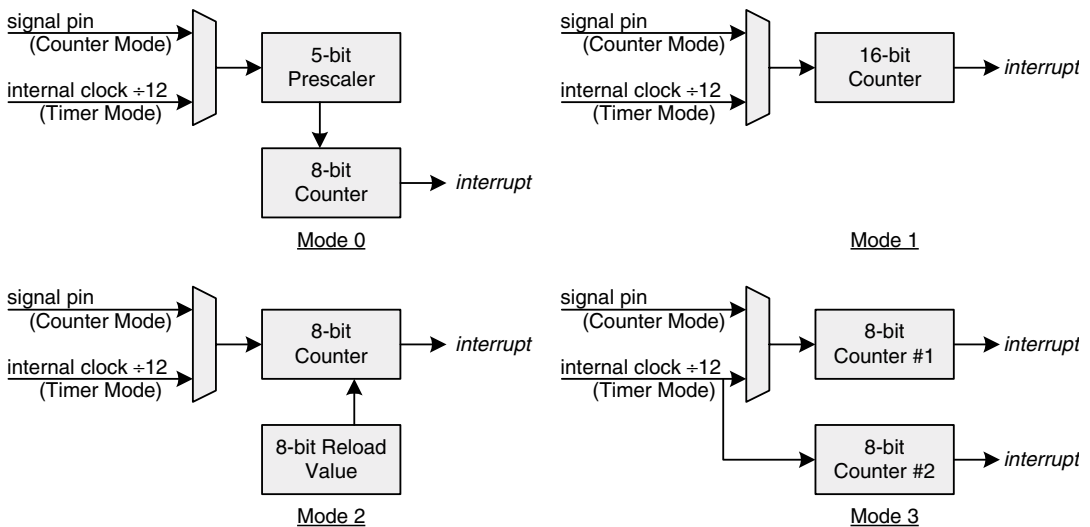 signal pin
(Counter Mode)
internal clock ÷12
(Timer Mode)
5-bit
Prescaler
8-bit
Counter
interrupt
Mode 0
signal pin
(Counter Mode)
internal clock ÷12
(Timer Mode)
16-bit
Counter
interrupt
Mode 1
signal pin
(Counter Mode)
internal clock ÷12
(Timer Mode)
8-bit
Counter
interrupt
8-bit Reload
Value
Mode 2
signal pin
(Counter Mode)
internal clock ÷12
(Timer Mode)
8-bit
Counter #1
interrupt
8-bit
Counter #2
interrupt
Mode 3